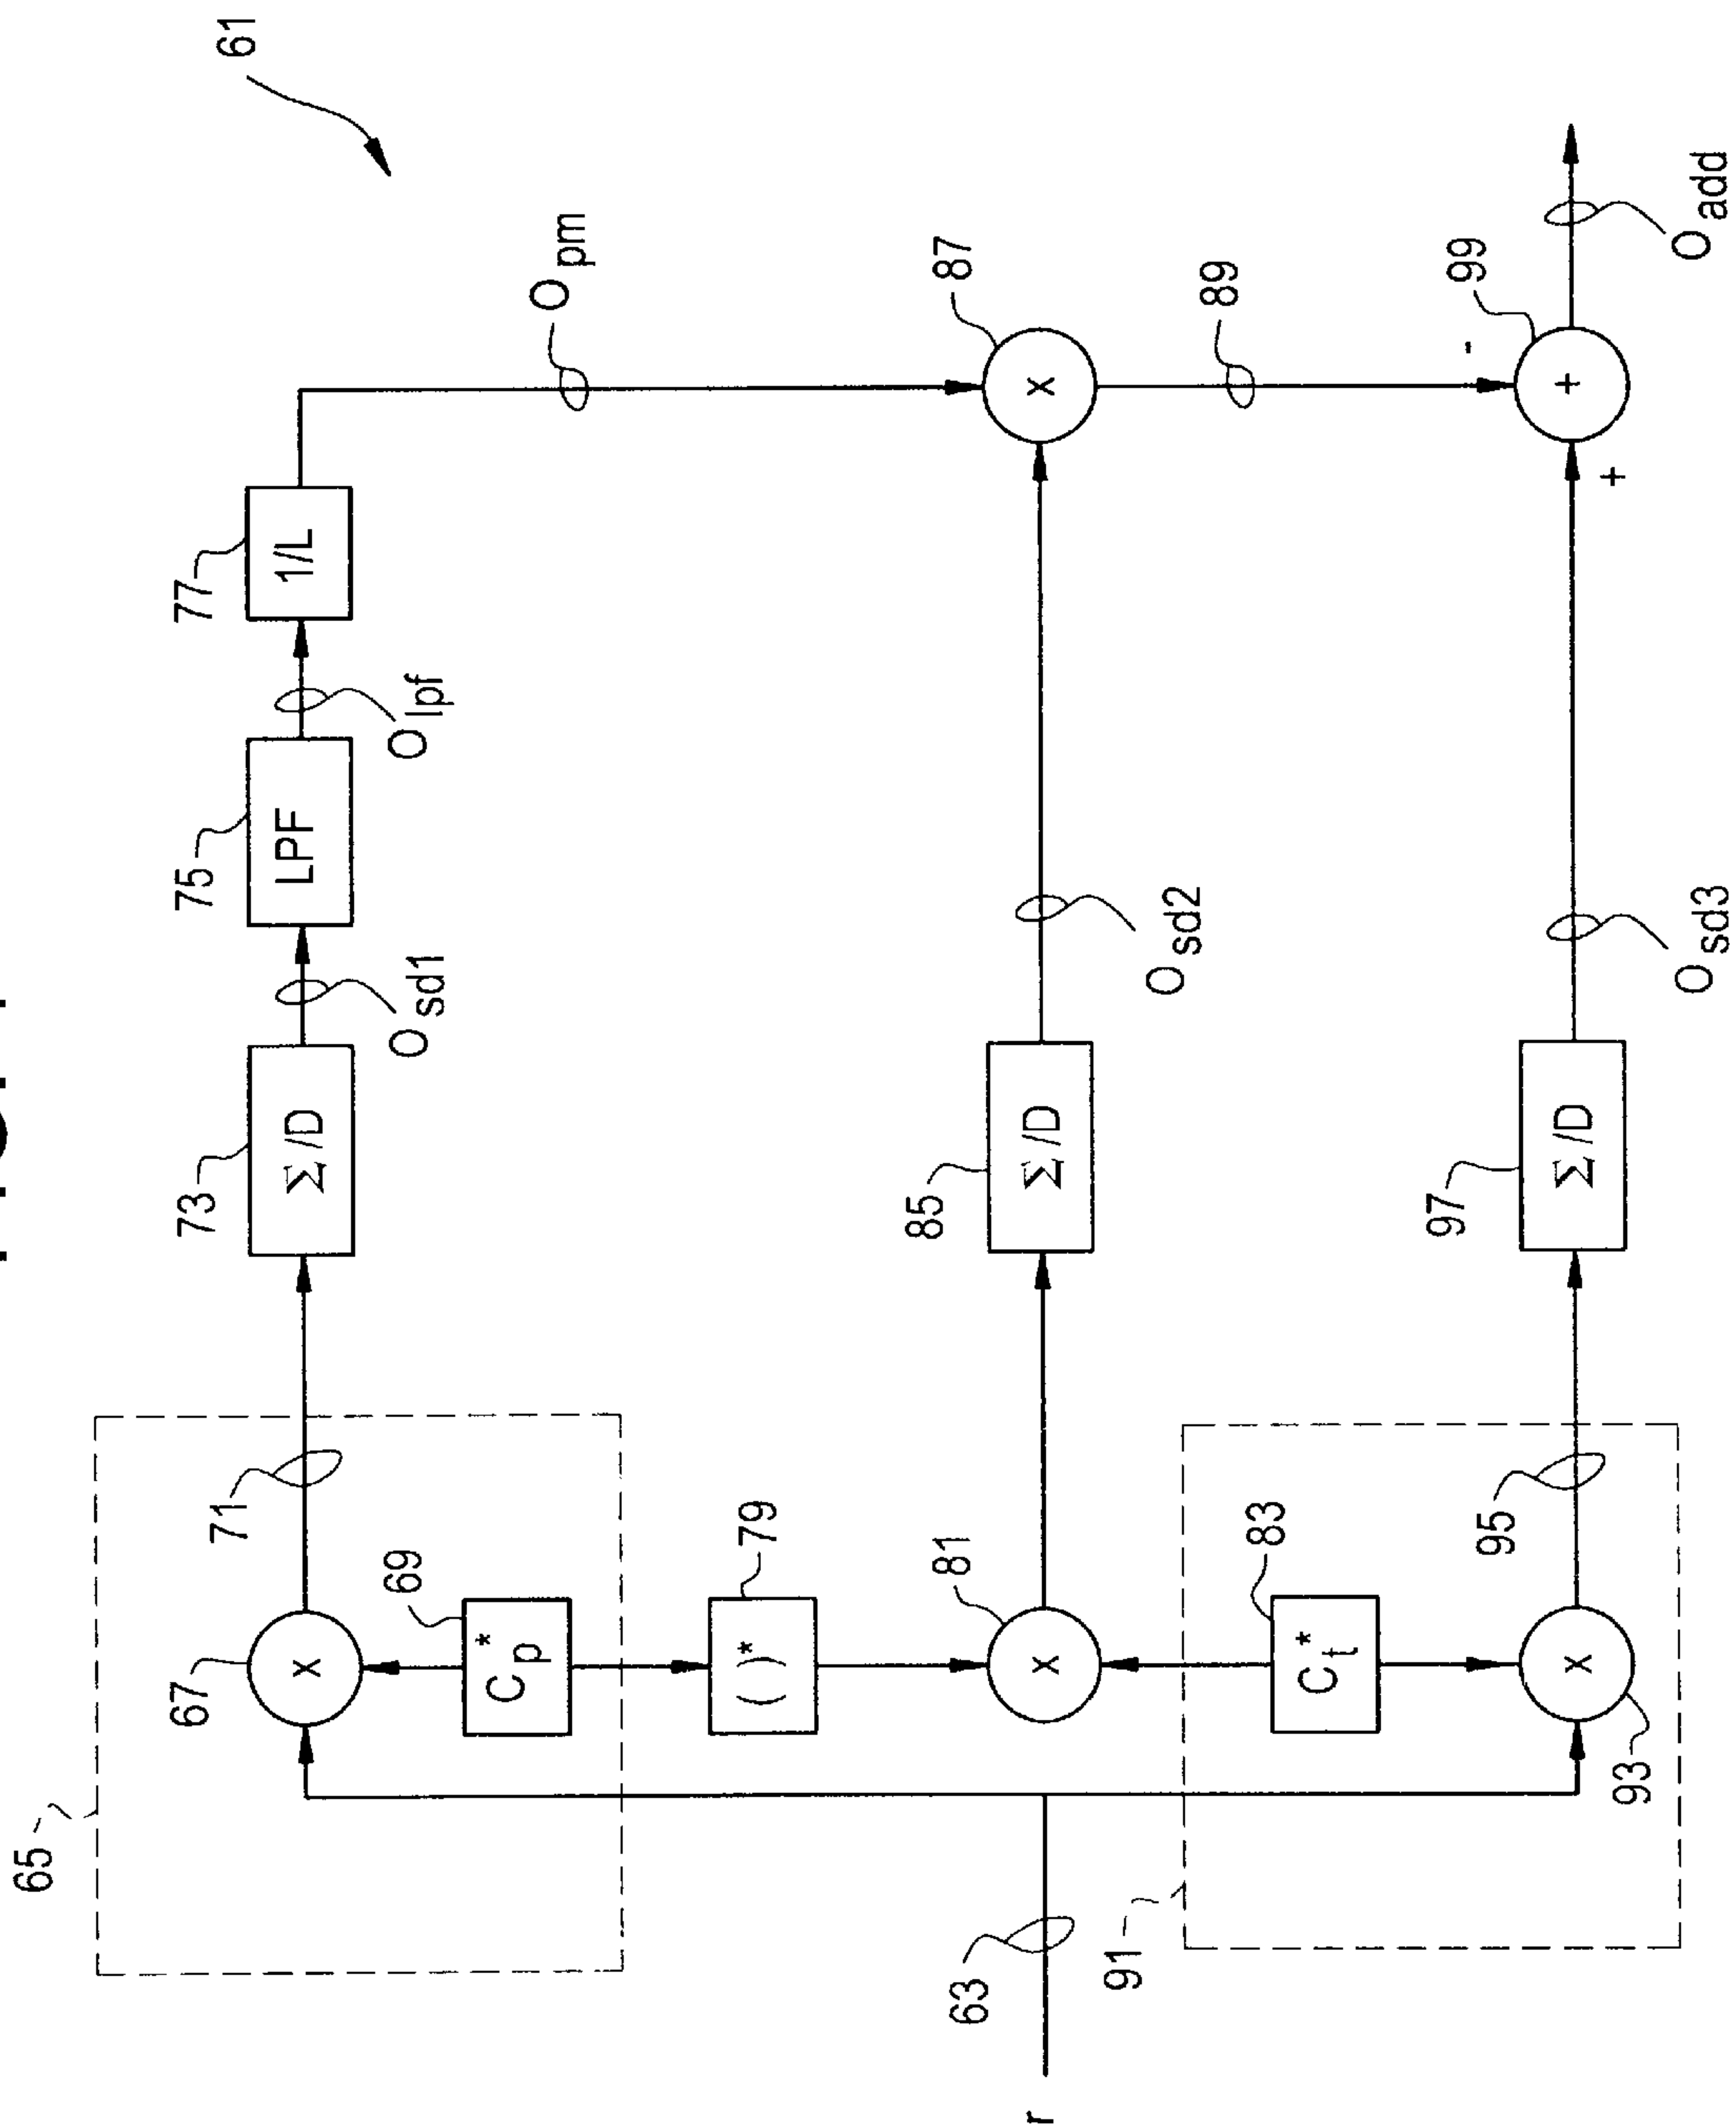 61
65
67
x
69
Cp*
71
73
Σ/D
Osd1
75
LPF
Olpf
77
1/L
Opm
79
( )*
r
63
81
x
85
Σ/D
Osd2
87
x
89
91
83
Ct*
93
x
95
97
Σ/D
Osd3
99
+
-
+
Oadd